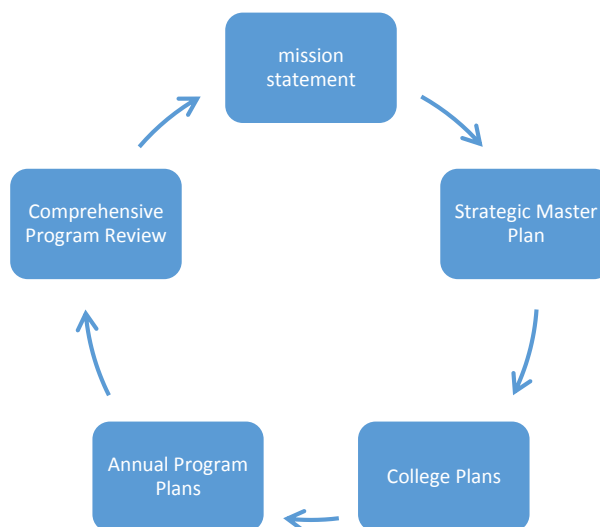 mission
statement
Strategic Master
Plan
College Plans
Annual Program
Plans
Comprehensive
Program Review